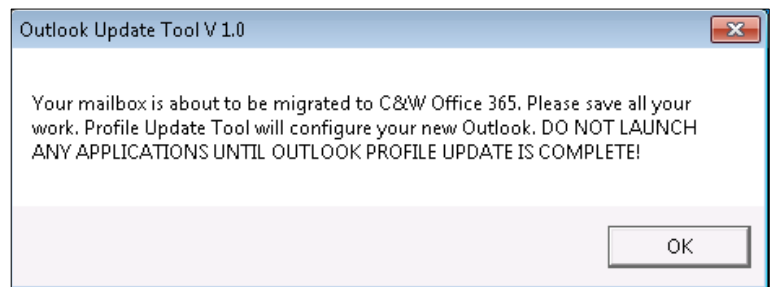 Outlook Update Tool V 1.0
Your mailbox is about to be migrated to C&W Office 365. Please save all your
work. Profile Update Tool will configure your new Outlook. DO NOT LAUNCH
ANY APPLICATIONS UNTIL OUTLOOK PROFILE UPDATE IS COMPLETE!
OK